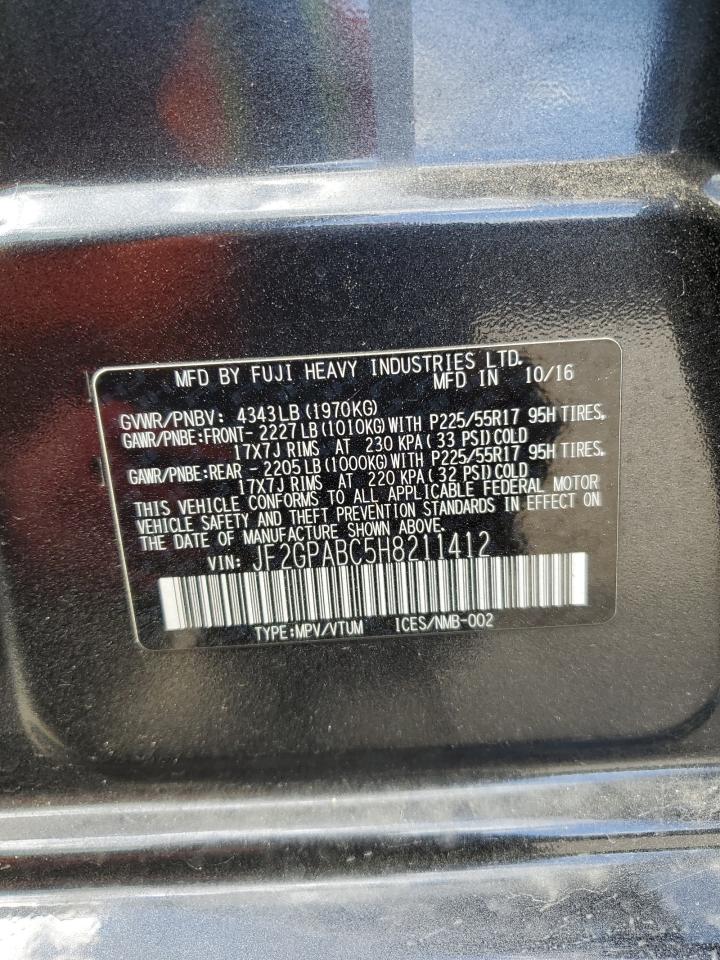 MFD BY FUJI HEAVY INDUSTRIES LTD.
MFD IN 10/16
GVWR/PNBV: 4343LB(1970KG)
GAWR/PNBE:FRONT-2227LB(1010KG)WITH P225/55R17 95H TIRES,
17X7J RIMS AT 230 KPA(33 PSI)COLD
GAWR/PNBE:REAR -2205LB(1000KG)WITH P225/55R17 95H TIRES,
17X7J RIMS AT 220 KPA(32 PSI)COLD
THIS VEHICLE CONFORMS TO ALL APPLICABLE FEDERAL MOTOR
VEHICLE SAFETY AND THEFT PREVENTION STANDARDS IN EFFECT ON
THE DATE OF MANUFACTURE SHOWN ABOVE.
VIN: JF2GPABC5H8211412
TYPE:MPV/VTUM ICES/NMB-002